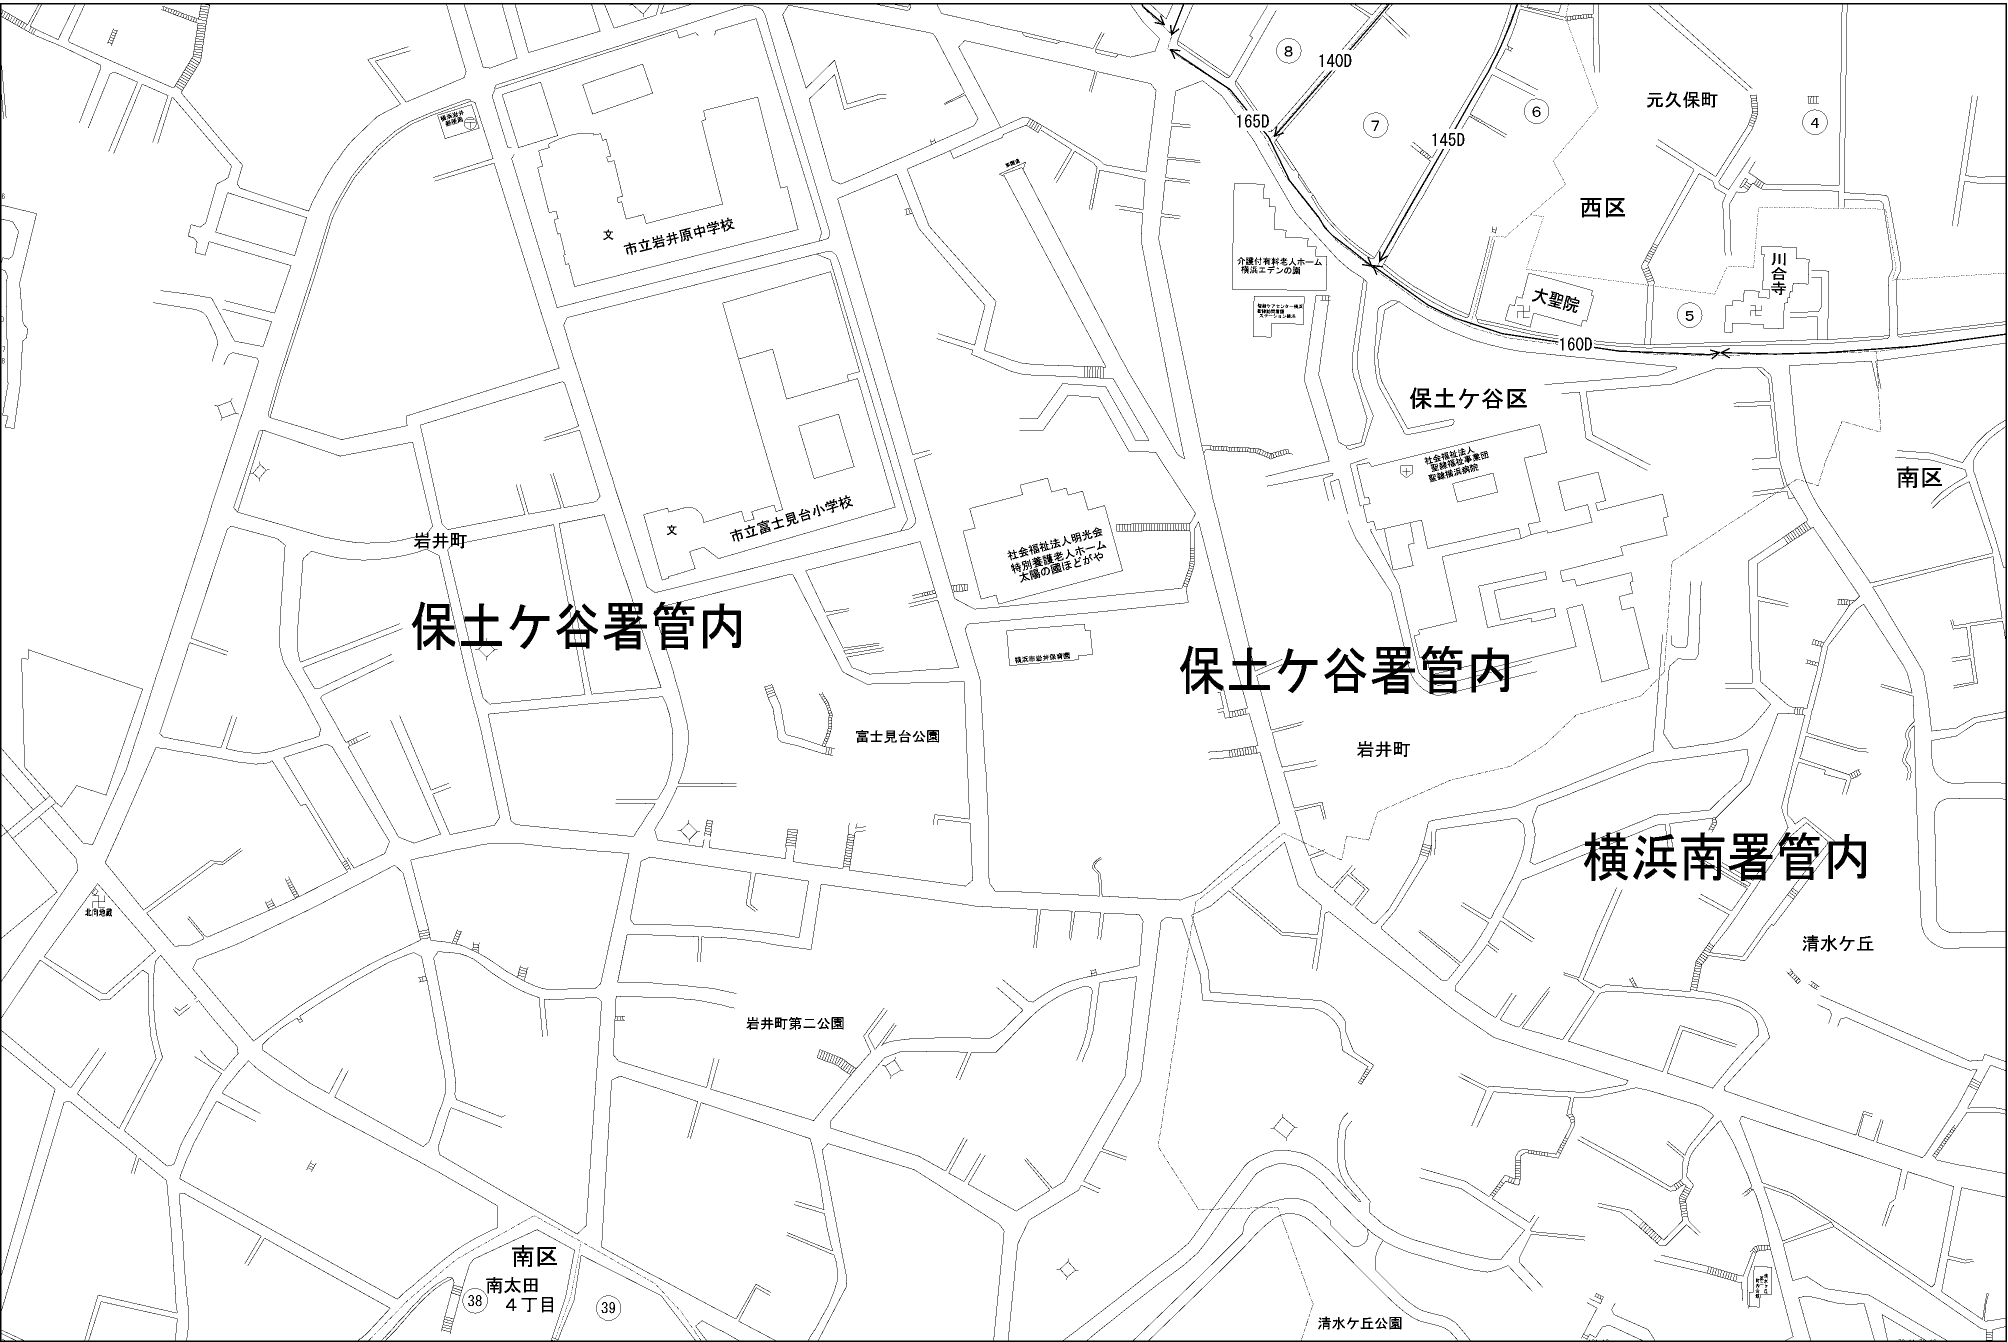 8
140D
7
145D
6
165D
元久保町
4
横浜岩井
郵便局
西区
文
市立岩井原中学校
介護付有料老人ホーム
横浜エデンの園
川合寺
大聖院
5
160D
保土ケ谷区
社会福祉法人
聖隷福祉事業団
聖隷横浜病院
南区
文
市立富士見台小学校
岩井町
社会福祉法人明光会
特別養護老人ホーム
太陽の國ほどがや
保土ケ谷署管内
横浜市岩井保育園
保土ケ谷署管内
富士見台公園
岩井町
横浜南署管内
北向地蔵
清水ケ丘
岩井町第二公園
南区
南太田
4丁目
38
39
清水ケ丘公園